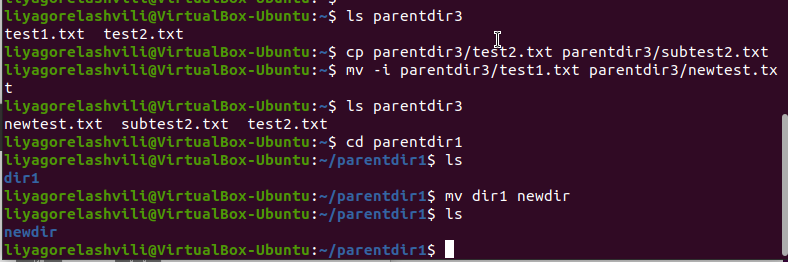 liyagorelashvili@VirtualBox-Ubuntu:~$ ls parentdir3
test1.txt  test2.txt
liyagorelashvili@VirtualBox-Ubuntu:~$ cp parentdir3/test2.txt parentdir3/subtest2.txt
liyagorelashvili@VirtualBox-Ubuntu:~$ mv -i parentdir3/test1.txt parentdir3/newtest.tx
t
liyagorelashvili@VirtualBox-Ubuntu:~$ ls parentdir3
newtest.txt  subtest2.txt  test2.txt
liyagorelashvili@VirtualBox-Ubuntu:~$ cd parentdir1
liyagorelashvili@VirtualBox-Ubuntu:~/parentdir1$ ls
dir1
liyagorelashvili@VirtualBox-Ubuntu:~/parentdir1$ mv dir1 newdir
liyagorelashvili@VirtualBox-Ubuntu:~/parentdir1$ ls
newdir
liyagorelashvili@VirtualBox-Ubuntu:~/parentdir1$